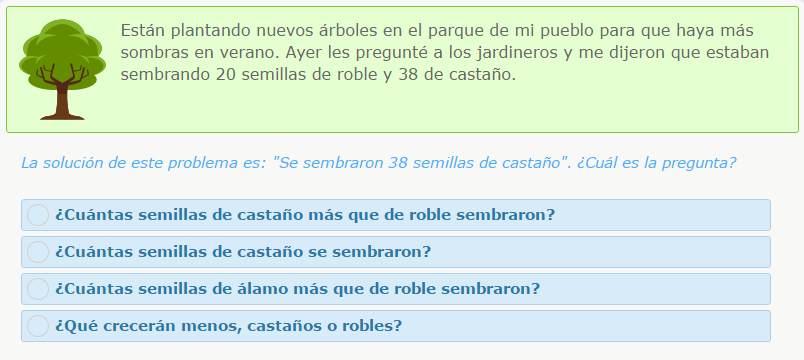 Están plantando nuevos árboles en el parque de mi pueblo para que haya más
sombras en verano. Ayer les pregunté a los jardineros y me dijeron que estaban
sembrando 20 semillas de roble y 38 de castaño.
La solución de este problema es: "Se sembraron 38 semillas de castaño". ¿Cuál es la pregunta?
¿Cuántas semillas de castaño más que de roble sembraron?
¿Cuántas semillas de castaño se sembraron?
¿Cuántas semillas de álamo más que de roble sembraron?
¿Qué crecerán menos, castaños o robles?